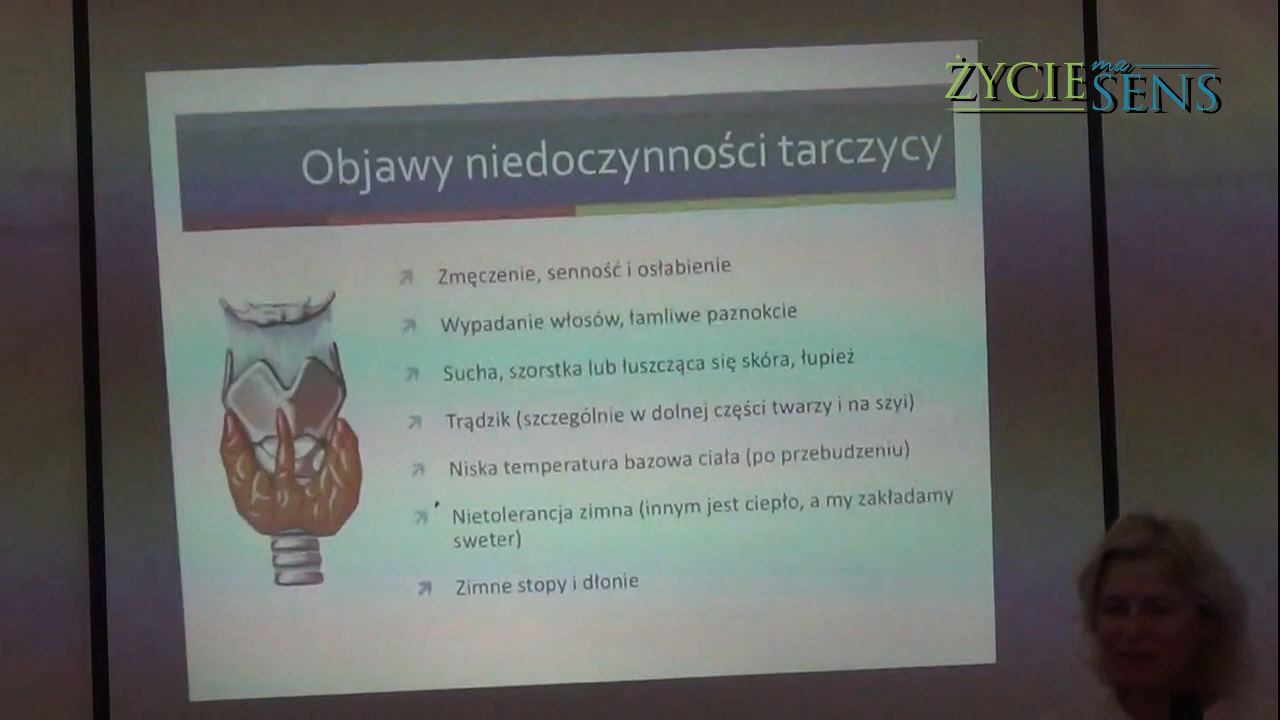 ŻYCIE ma SENS
Objawy niedoczynności tarczycy
Zmęczenie, senność i osłabienie
Wypadanie włosów, łamliwe paznokcie
Sucha, szorstka lub łuszcząca się skóra, łupież
Trądzik (szczególnie w dolnej części twarzy i na szyi)
Niska temperatura bazowa ciała (po przebudzeniu)
Nietolerancja zimna (innym jest ciepło, a my zakładamy
sweter)
Zimne stopy i dłonie